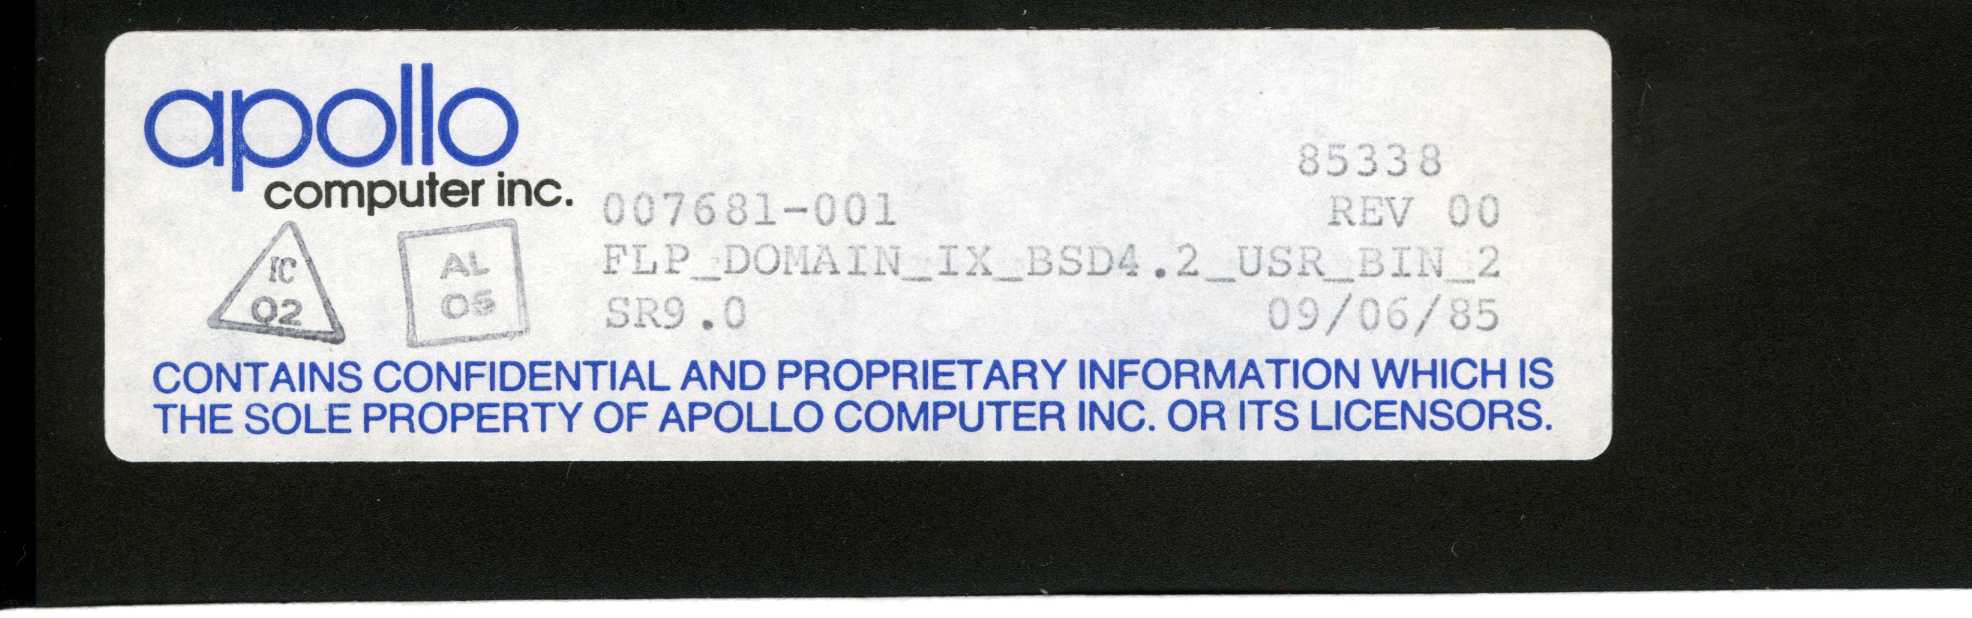 apollo
computer inc.
85338
007681-001 REV 00
IC
02
AL
05
FLP_DOMAIN_IX_BSD4.2_USR_BIN_2
SR9.0 09/06/85
CONTAINS CONFIDENTIAL AND PROPRIETARY INFORMATION WHICH IS
THE SOLE PROPERTY OF APOLLO COMPUTER INC. OR ITS LICENSORS.